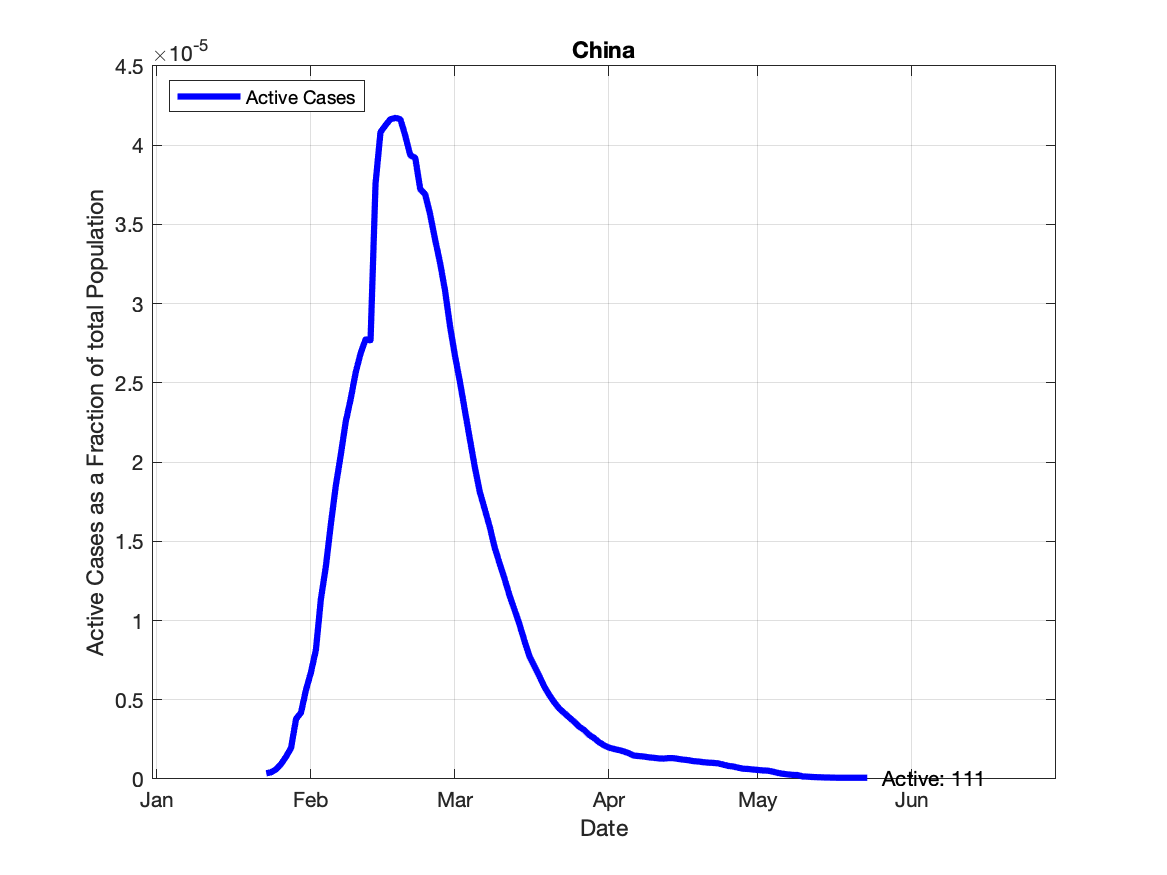 China
×10-5
4.5
4
3.5
3
2.5
2
1.5
1
0.5
0
Active Cases
Active Cases as a Fraction of total Population
Active: 111
Jan Feb Mar Apr May Jun
Date